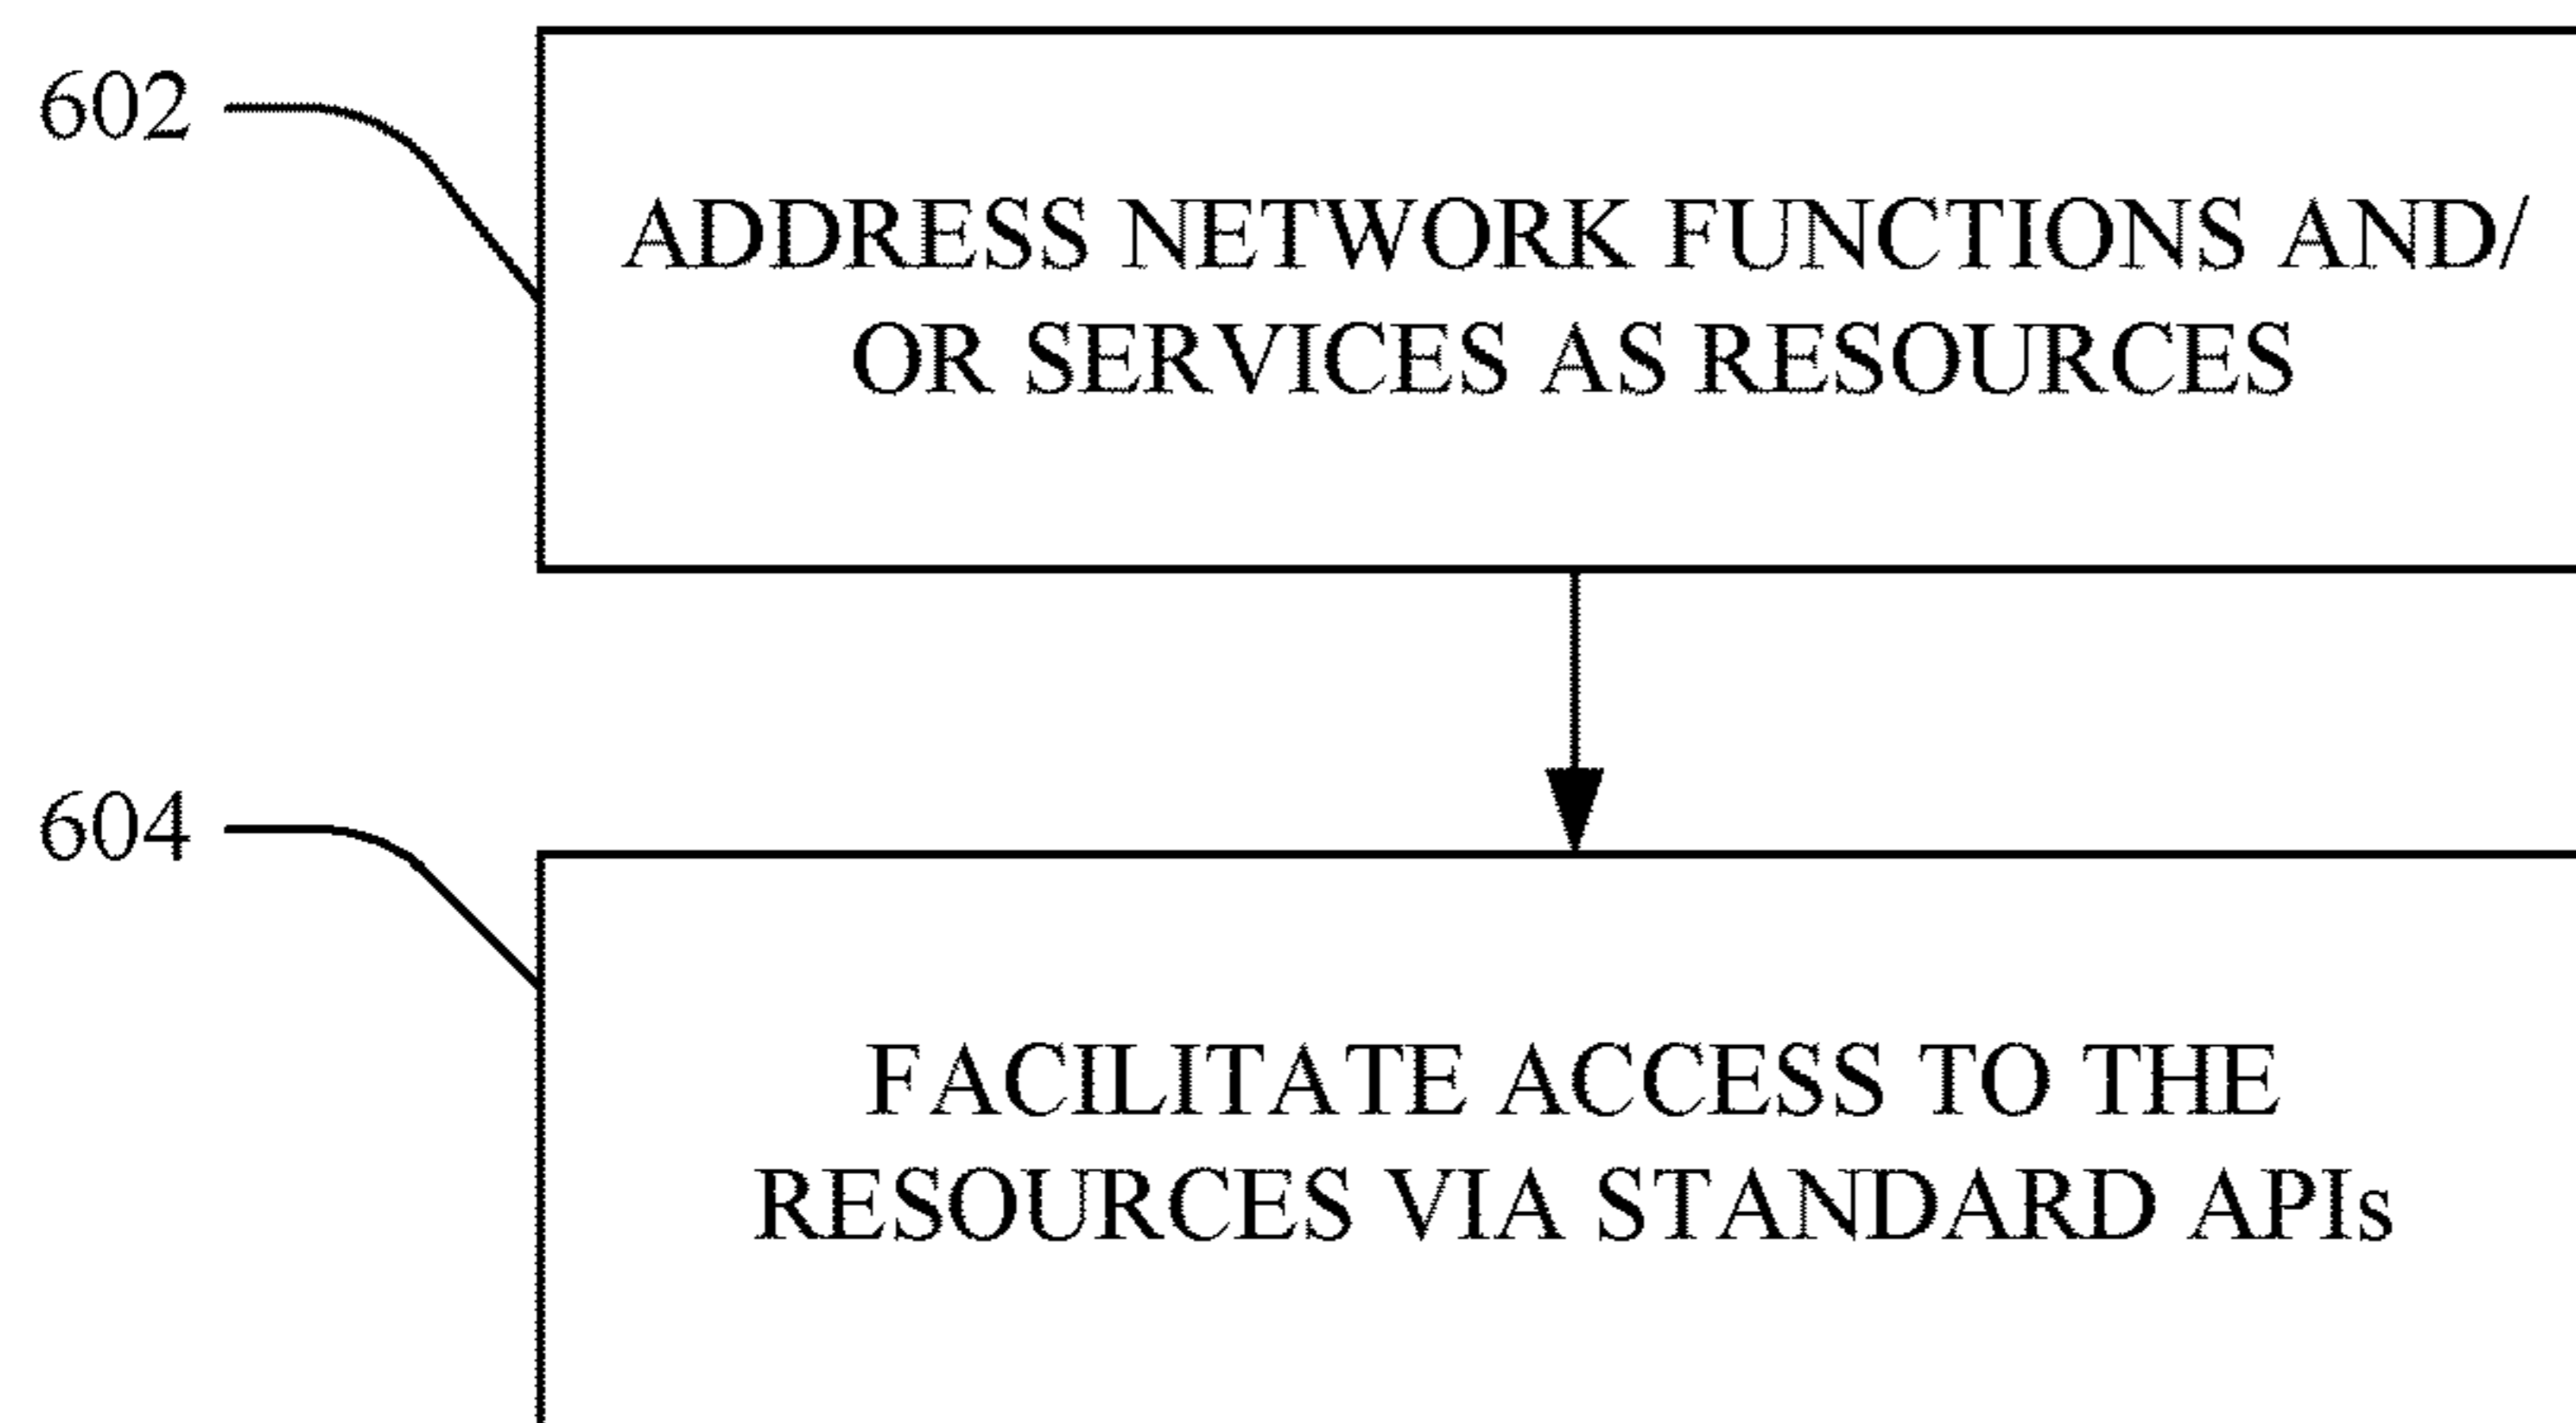 602
ADDRESS NETWORK FUNCTIONS AND/
OR SERVICES AS RESOURCES
604
FACILITATE ACCESS TO THE
RESOURCES VIA STANDARD APIs